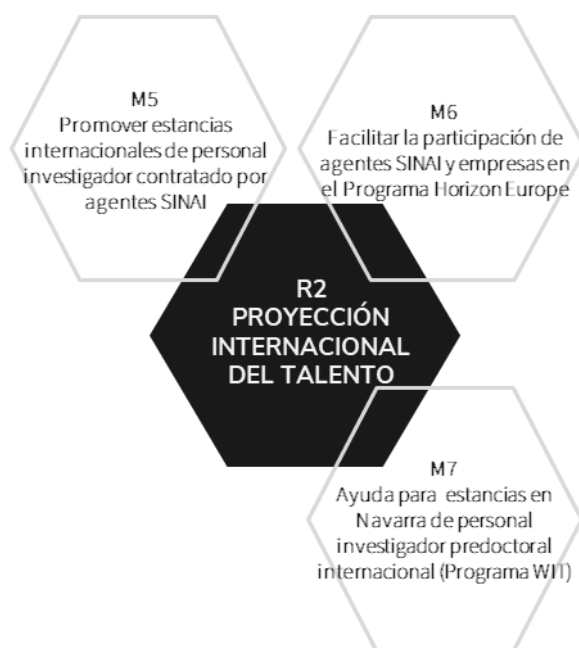 M5
Promover estancias
internacionales de personal
investigador contratado por
agentes SINAI
M6
Facilitar la participación de
agentes SINAI y empresas en
el Programa Horizon Europe
R2
PROYECCIÓN
INTERNACIONAL
DEL TALENTO
M7
Ayuda para estancias en
Navarra de personal
investigador predoctoral
internacional (Programa WIT)